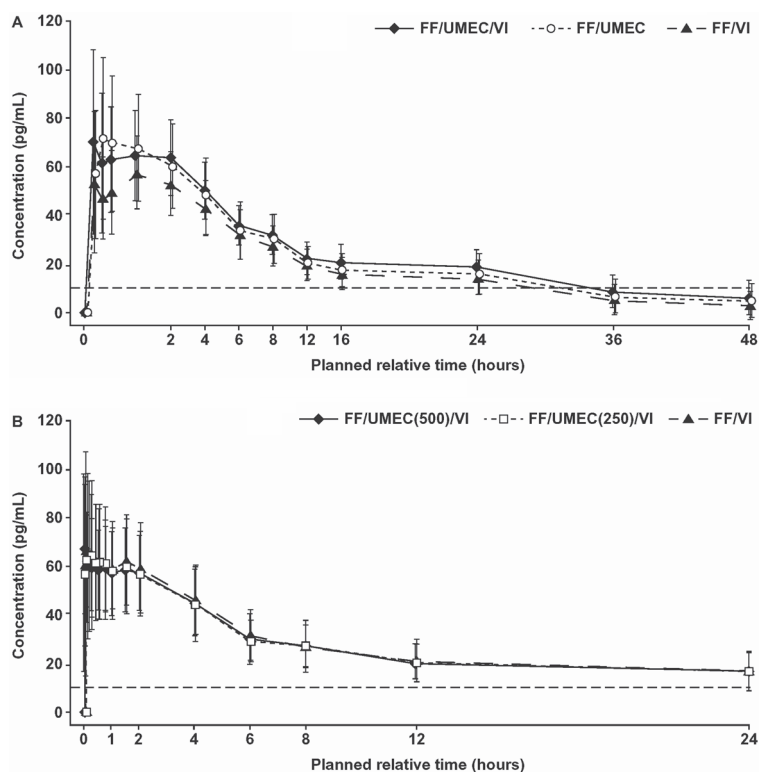 A
FF/UMEC/VI FF/UMEC FF/VI
120
100
80
60
40
20
0
Concentration (pg/mL)
0 2 4 6 8 12 16 24 36 48
Planned relative time (hours)
B
FF/UMEC(500)/VI FF/UMEC(250)/VI FF/VI
120
100
80
60
40
20
0
Concentration (pg/mL)
0 1 2 4 6 8 12 24
Planned relative time (hours)